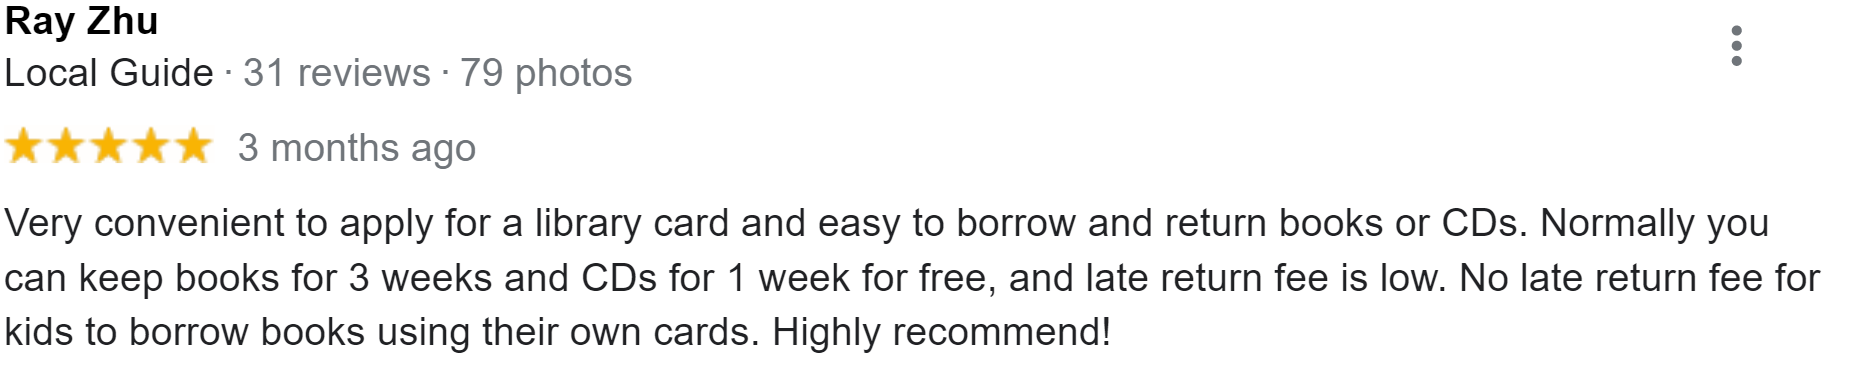 Ray Zhu
Local Guide · 31 reviews · 79 photos
3 months ago
Very convenient to apply for a library card and easy to borrow and return books or CDs. Normally you
can keep books for 3 weeks and CDs for 1 week for free, and late return fee is low. No late return fee for
kids to borrow books using their own cards. Highly recommend!